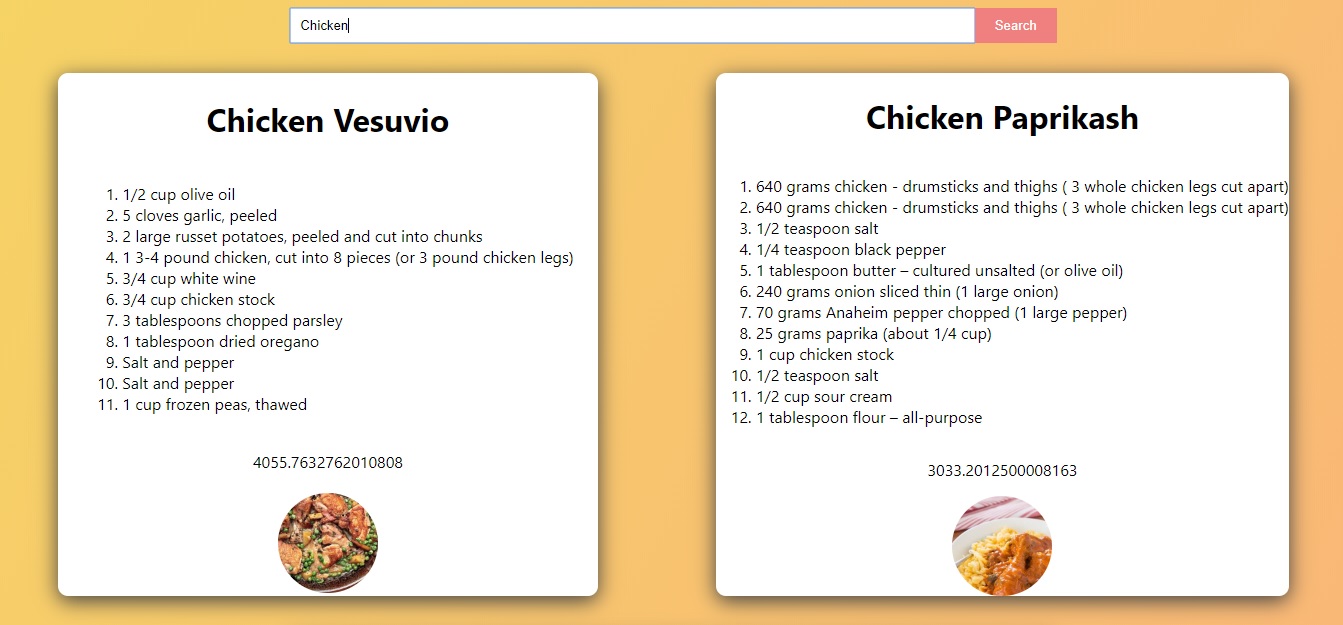 Chicken
Search
Chicken Vesuvio
1. 1/2 cup olive oil
2. 5 cloves garlic, peeled
3. 2 large russet potatoes, peeled and cut into chunks
4. 1 3-4 pound chicken, cut into 8 pieces (or 3 pound chicken legs)
5. 3/4 cup white wine
6. 3/4 cup chicken stock
7. 3 tablespoons chopped parsley
8. 1 tablespoon dried oregano
9. Salt and pepper
10. Salt and pepper
11. 1 cup frozen peas, thawed
4055.7632762010808
Chicken Paprikash
1. 640 grams chicken - drumsticks and thighs ( 3 whole chicken legs cut apart)
2. 640 grams chicken - drumsticks and thighs ( 3 whole chicken legs cut apart)
3. 1/2 teaspoon salt
4. 1/4 teaspoon black pepper
5. 1 tablespoon butter – cultured unsalted (or olive oil)
6. 240 grams onion sliced thin (1 large onion)
7. 70 grams Anaheim pepper chopped (1 large pepper)
8. 25 grams paprika (about 1/4 cup)
9. 1 cup chicken stock
10. 1/2 teaspoon salt
11. 1/2 cup sour cream
12. 1 tablespoon flour – all-purpose
3033.2012500008163